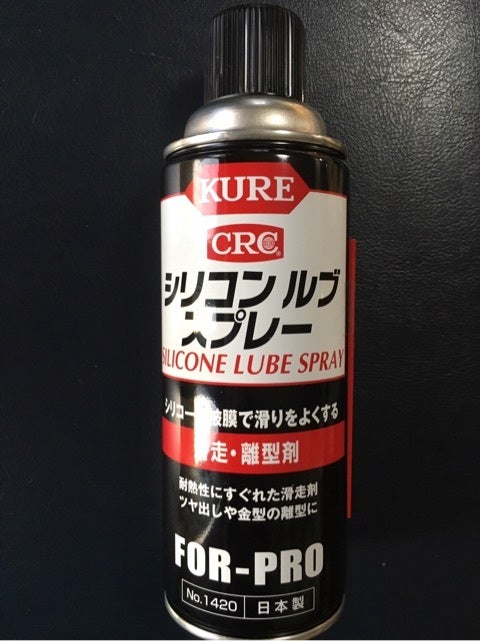 KURE
CRC
シリコン ルブ
スプレー
SILICONE LUBE SPRAY
シリコー 被膜で滑りをよくする
滑走・離型剤
耐熱性にすぐれた滑走剤
ツヤ出しや金型の離型に
FOR-PRO
No.1420 日本製